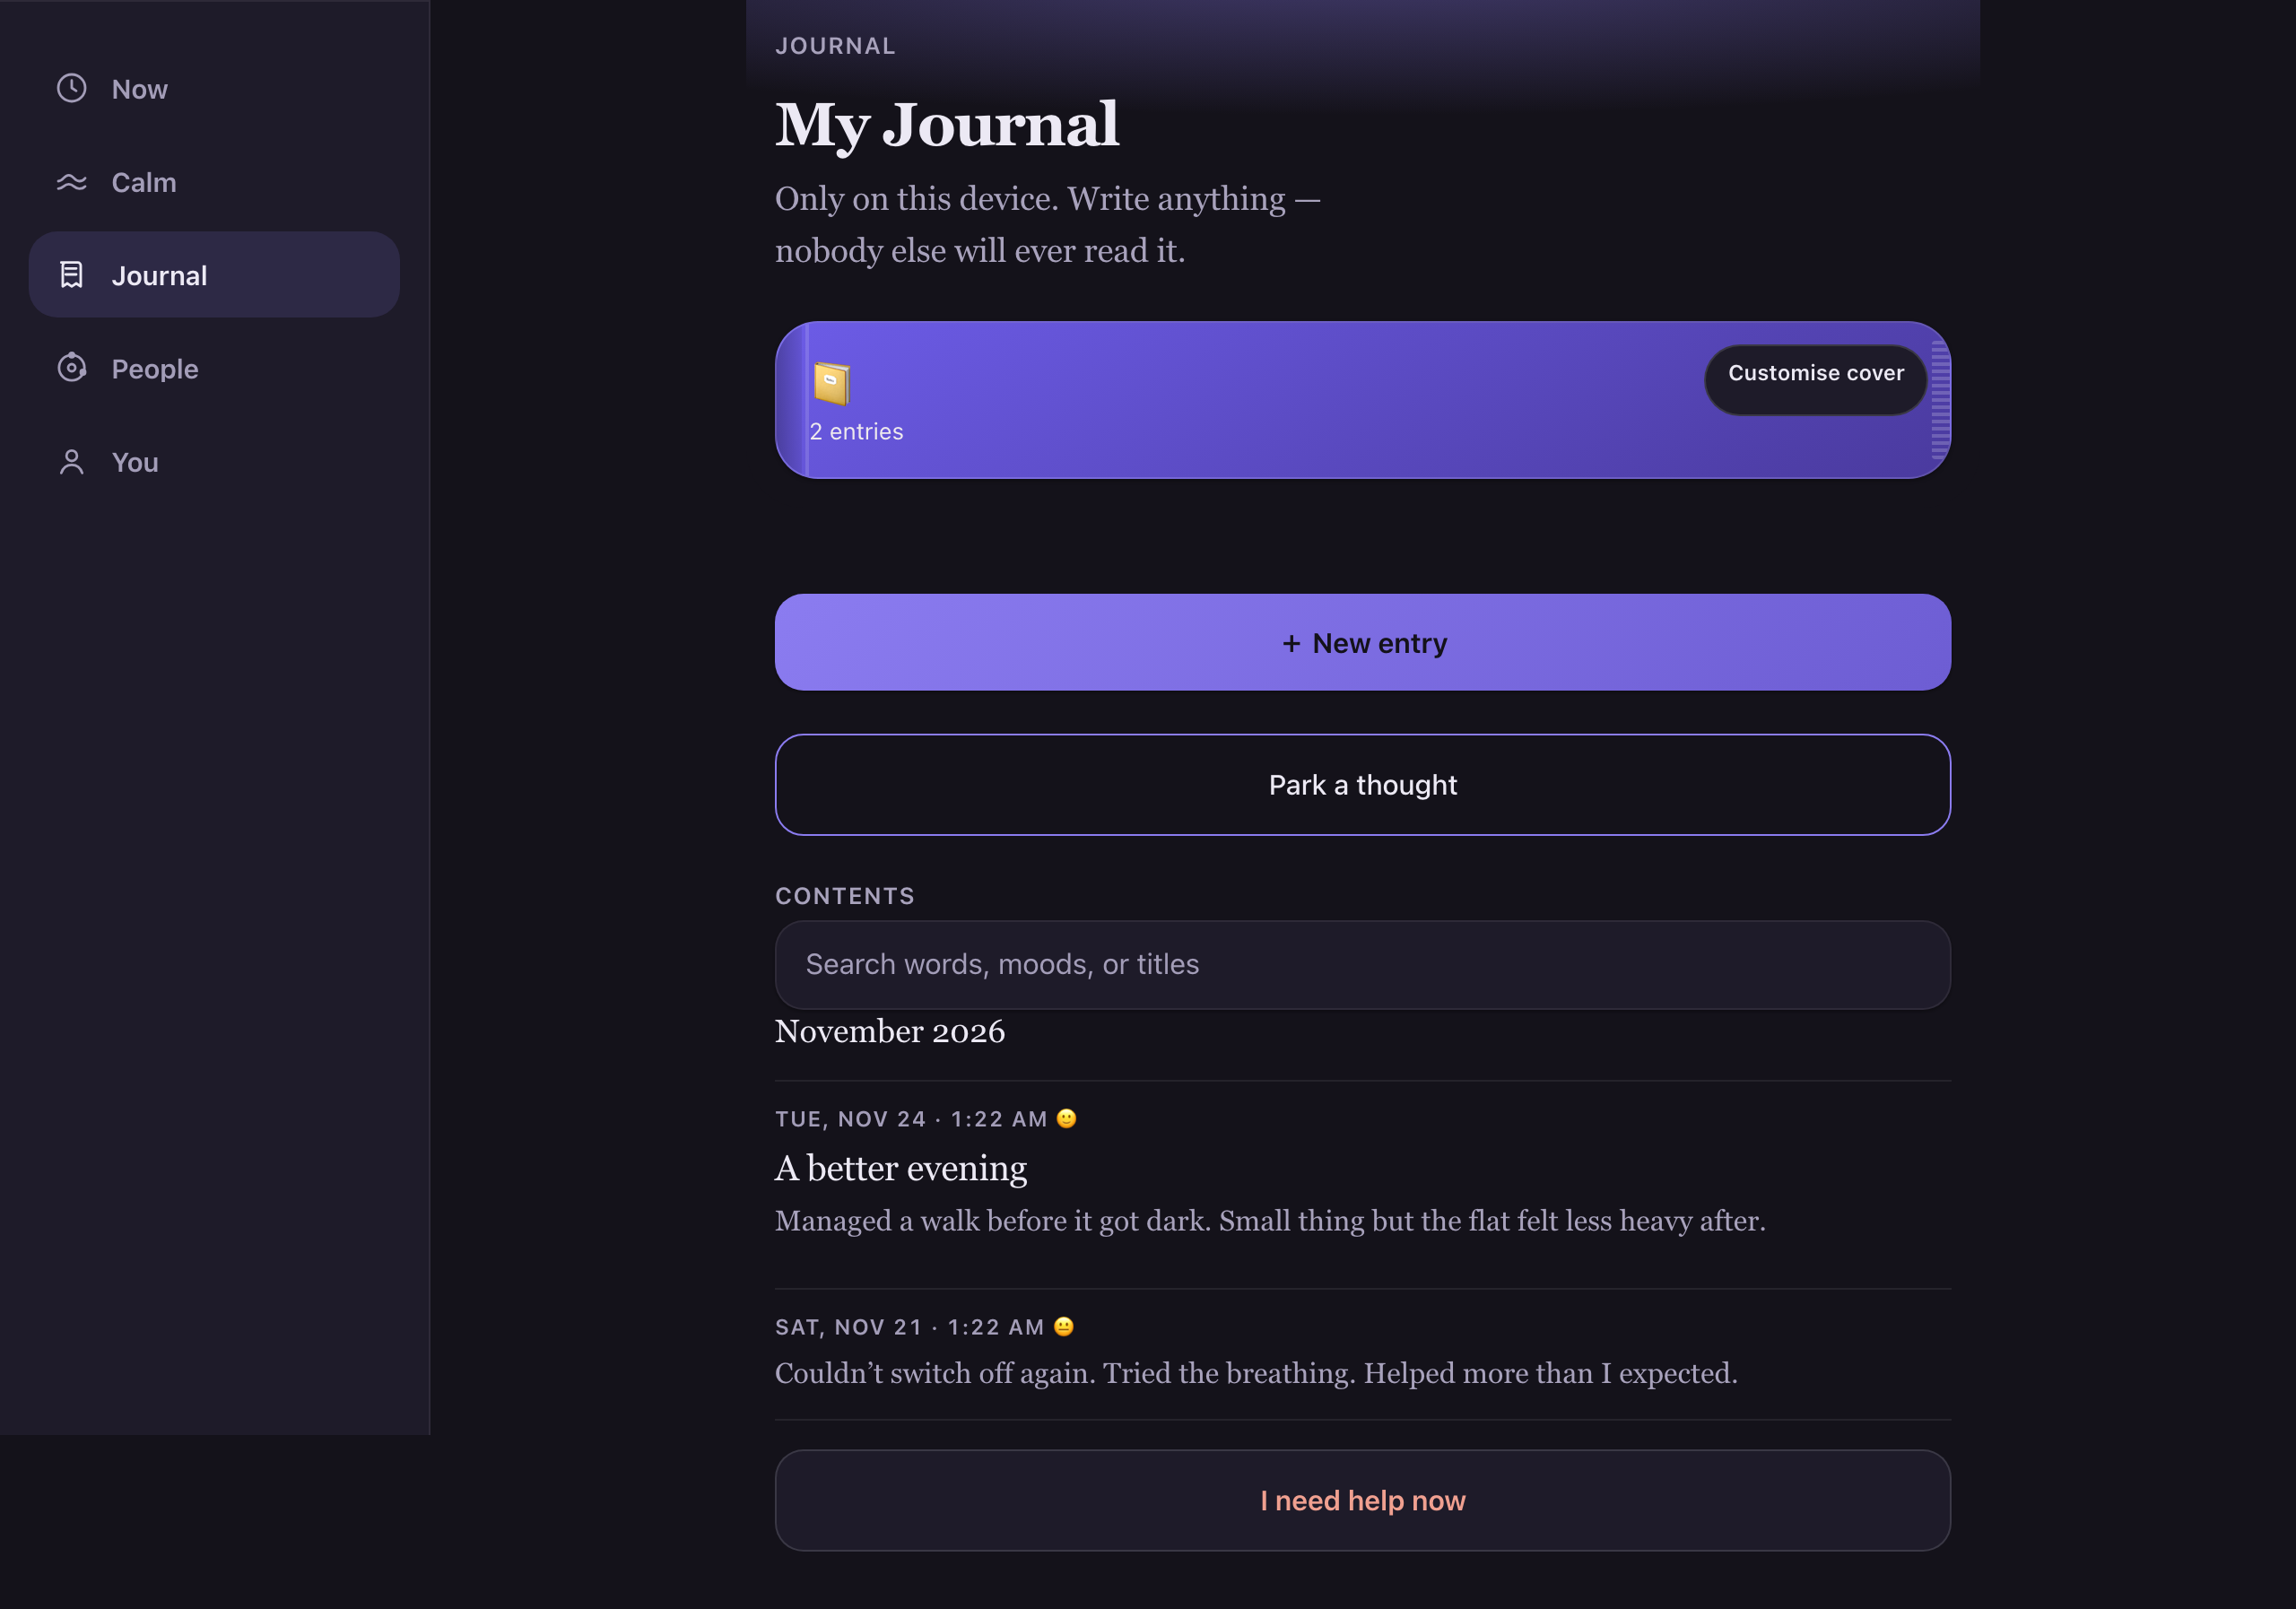 Now
Calm
Journal
People
You
JOURNAL
My Journal
Only on this device. Write anything —
nobody else will ever read it.
2 entries
Customise cover
+ New entry
Park a thought
CONTENTS
Search words, moods, or titles
November 2026
TUE, NOV 24 · 1:22 AM 🙂
A better evening
Managed a walk before it got dark. Small thing but the flat felt less heavy after.
SAT, NOV 21 · 1:22 AM 😐
Couldn’t switch off again. Tried the breathing. Helped more than I expected.
I need help now